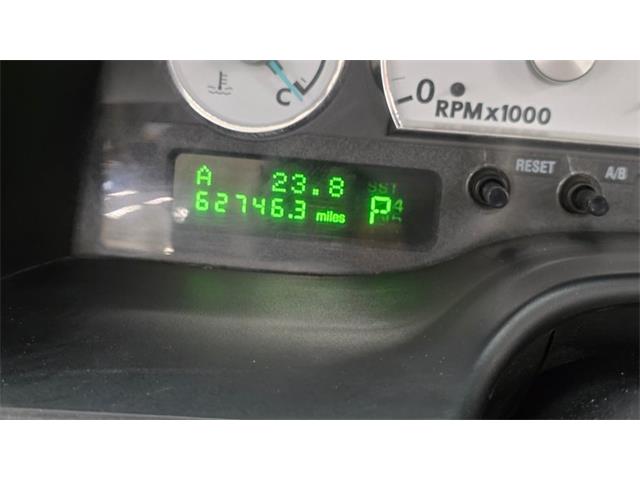 C
0
RPMx1000
RESET A/B
A 23.8
62746.3 miles P